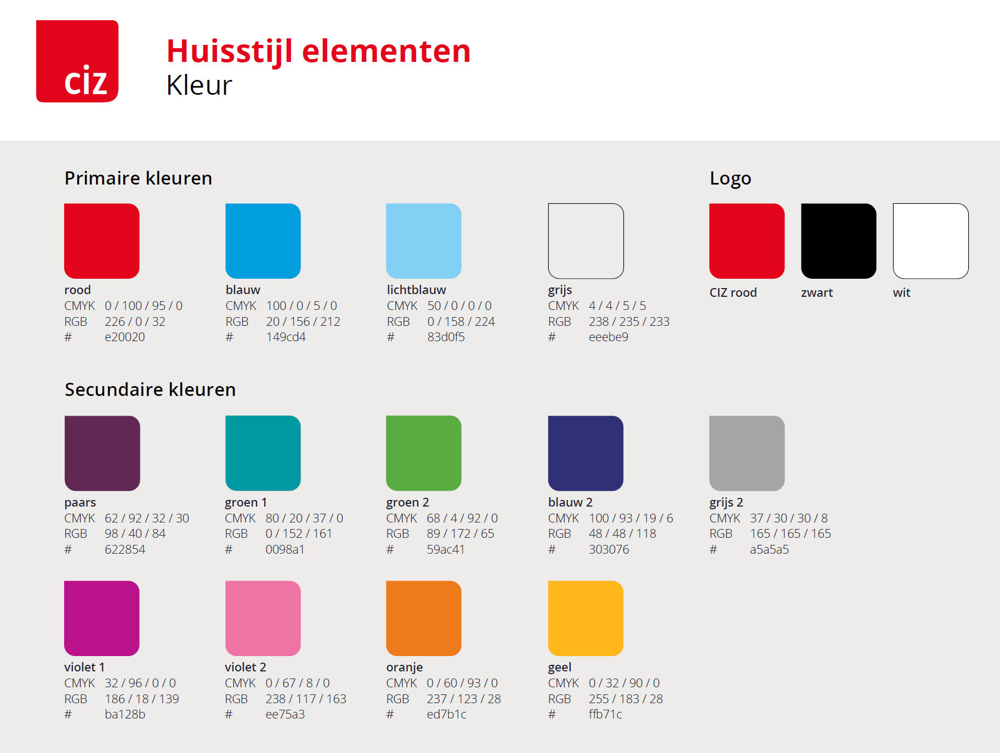 ciz
Huisstijl elementen
Kleur
Primaire kleuren
rood
CMYK 0 / 100 / 95 / 0
RGB 226 / 0 / 32
# e20020
blauw
CMYK 100 / 0 / 5 / 0
RGB 20 / 156 / 212
# 149cd4
lichtblauw
CMYK 50 / 0 / 0 / 0
RGB 0 / 158 / 224
# 83d0f5
grijs
CMYK 4 / 4 / 5 / 5
RGB 238 / 235 / 233
# eeebe9
Logo
CIZ rood
zwart
wit
Secundaire kleuren
paars
CMYK 62 / 92 / 32 / 30
RGB 98 / 40 / 84
# 622854
groen 1
CMYK 80 / 20 / 37 / 0
RGB 0 / 152 / 161
# 0098a1
groen 2
CMYK 68 / 4 / 92 / 0
RGB 89 / 172 / 65
# 59ac41
blauw 2
CMYK 100 / 93 / 19 / 6
RGB 48 / 48 / 118
# 303076
grijs 2
CMYK 37 / 30 / 30 / 8
RGB 165 / 165 / 165
# a5a5a5
violet 1
CMYK 32 / 96 / 0 / 0
RGB 186 / 18 / 139
# ba128b
violet 2
CMYK 0 / 67 / 8 / 0
RGB 238 / 117 / 163
# ee75a3
oranje
CMYK 0 / 60 / 93 / 0
RGB 237 / 123 / 28
# ed7b1c
geel
CMYK 0 / 32 / 90 / 0
RGB 255 / 183 / 28
# ffb71c